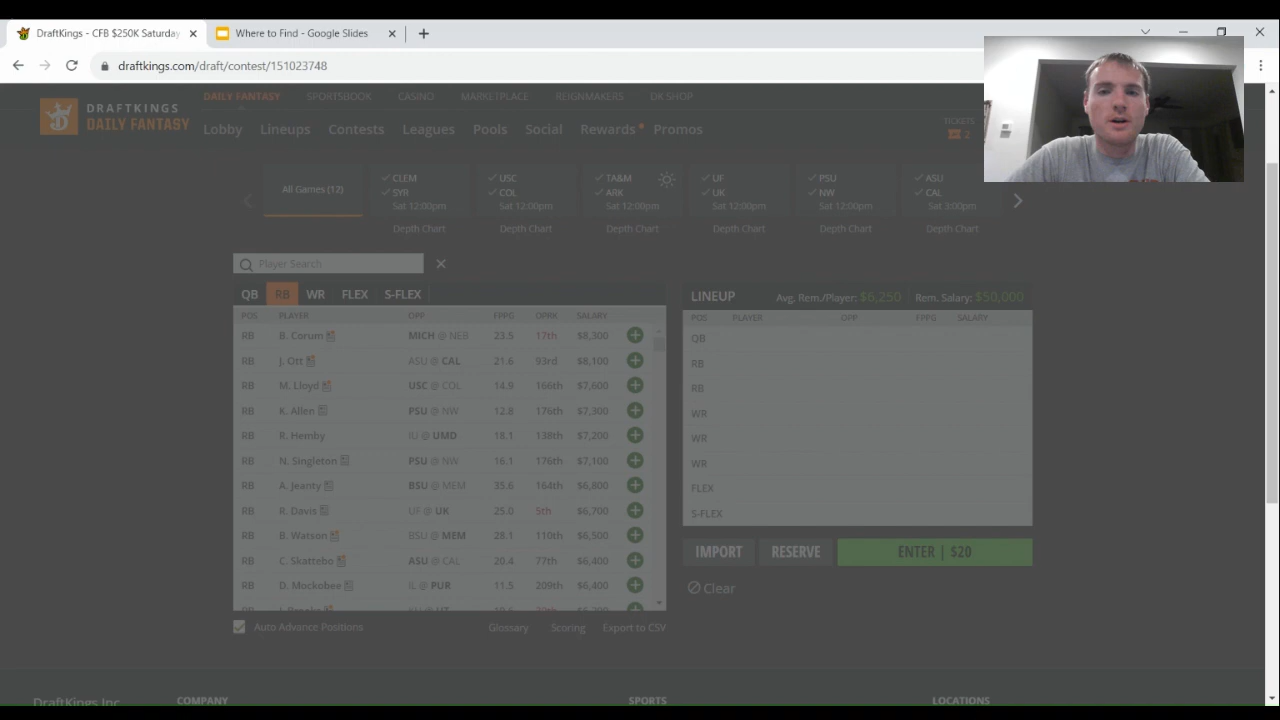 DraftKings - CFB $250K Saturday
Where to Find - Google Slides
draftkings.com/draft/contest/151023748
DRAFTKINGS
DAILY FANTASY
DAILY FANTASY SPORTSBOOK CASINO MARKETPLACE REIGNMAKERS DK SHOP
Lobby Lineups Contests Leagues Pools Social Rewards Promos
TICKETS
2
All Games (12)
CLEM
SYR
Sat 12:00pm
Depth Chart
USC
COL
Sat 12:00pm
Depth Chart
TA&M
ARK
Sat 12:00pm
Depth Chart
UF
UK
Sat 12:00pm
Depth Chart
PSU
NW
Sat 12:00pm
Depth Chart
ASU
CAL
Sat 3:00pm
Depth Chart
Player Search
QB RB WR FLEX S-FLEX
POS PLAYER OPP FPPG OPRK SALARY
RB B. Corum MICH @ NEB 23.5 17th $8,300
RB J. Ott ASU @ CAL 21.6 93rd $8,100
RB M. Lloyd USC @ COL 14.9 166th $7,600
RB K. Allen PSU @ NW 12.8 176th $7,300
RB R. Hemby IU @ UMD 18.1 138th $7,200
RB N. Singleton PSU @ NW 16.1 176th $7,100
RB A. Jeanty BSU @ MEM 35.6 164th $6,800
RB R. Davis UF @ UK 25.0 5th $6,700
RB B. Watson BSU @ MEM 28.1 110th $6,500
RB C. Skattebo ASU @ CAL 20.4 77th $6,400
RB D. Mockobee IL @ PUR 11.5 209th $6,400
Auto Advance Positions
Glossary Scoring Export to CSV
LINEUP Avg. Rem./Player: $6,250 Rem. Salary: $50,000
POS PLAYER OPP FPPG SALARY
QB
RB
RB
WR
WR
WR
FLEX
S-FLEX
IMPORT RESERVE ENTER | $20
Clear
DraftKings Inc.
COMPANY
SPORTS
LOCATIONS